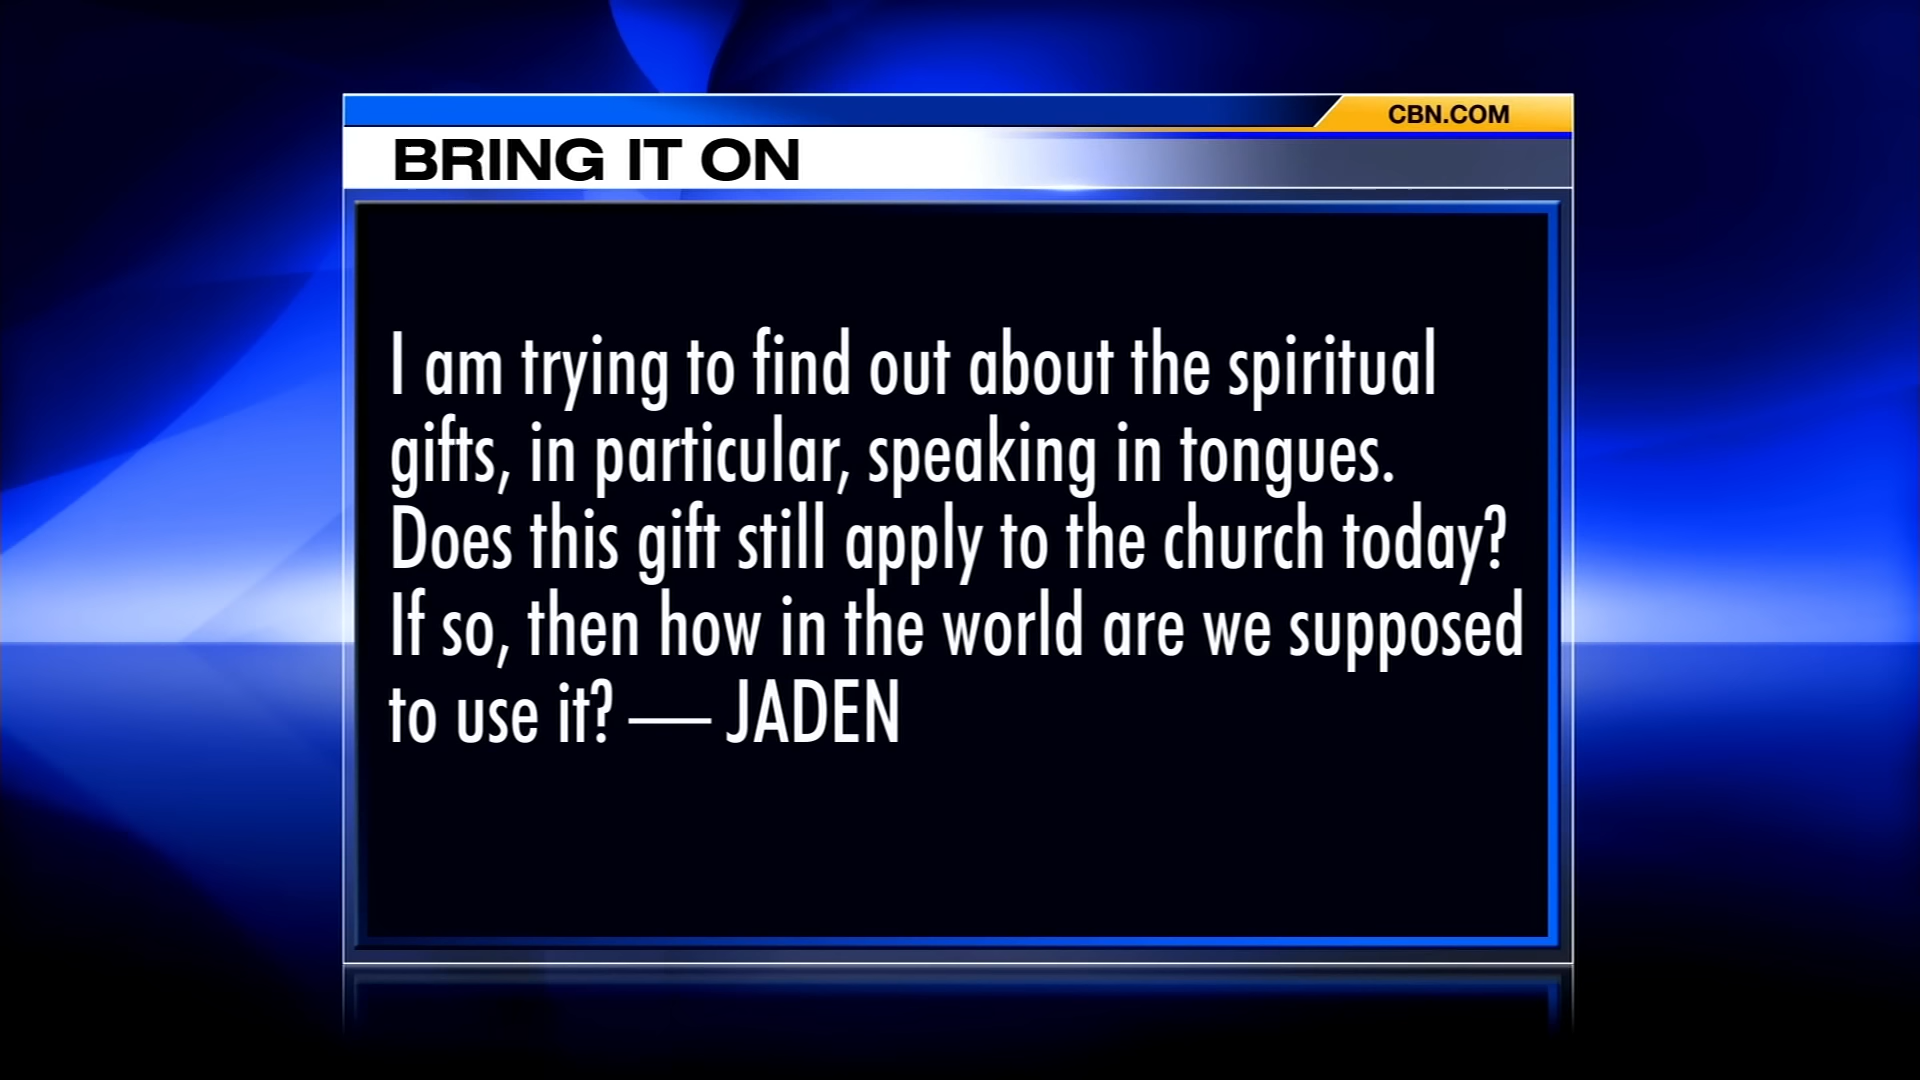 CBN.COM
BRING IT ON
I am trying to find out about the spiritual
gifts, in particular, speaking in tongues.
Does this gift still apply to the church today?
If so, then how in the world are we supposed
to use it? — JADEN